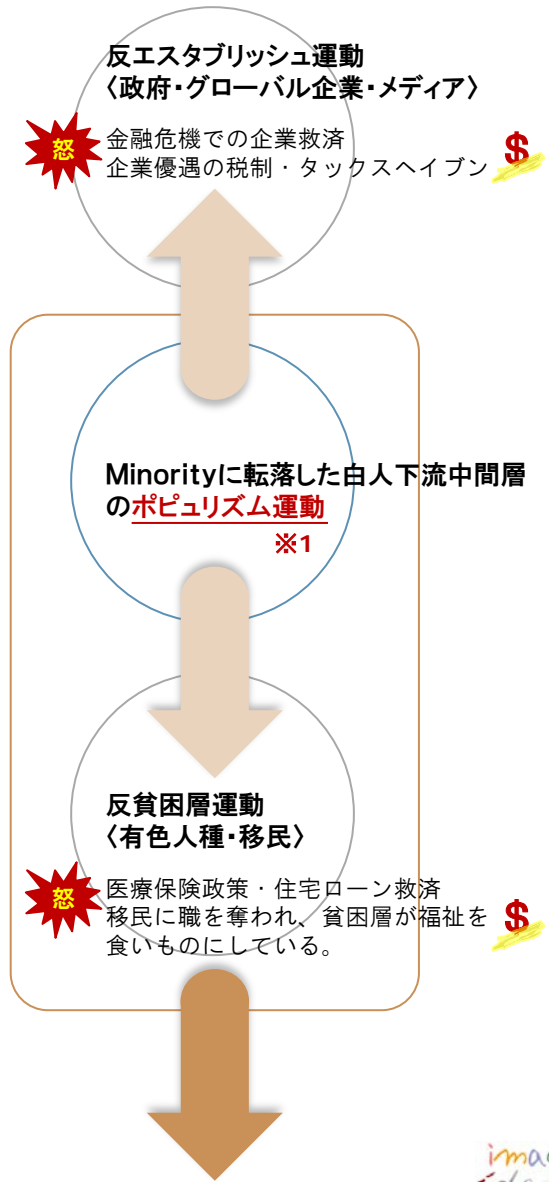 反エスタブリッシュ運動
〈政府・グローバル企業・メディア〉
怒
金融危機での企業救済
企業優遇の税制・タックスヘイブン
$
Minorityに転落した白人下流中間層
のポピュリズム運動
※1
反貧困層運動
〈有色人種・移民〉
怒
医療保険政策・住宅ローン救済
移民に職を奪われ、貧困層が福祉を
食いものにしている。
$